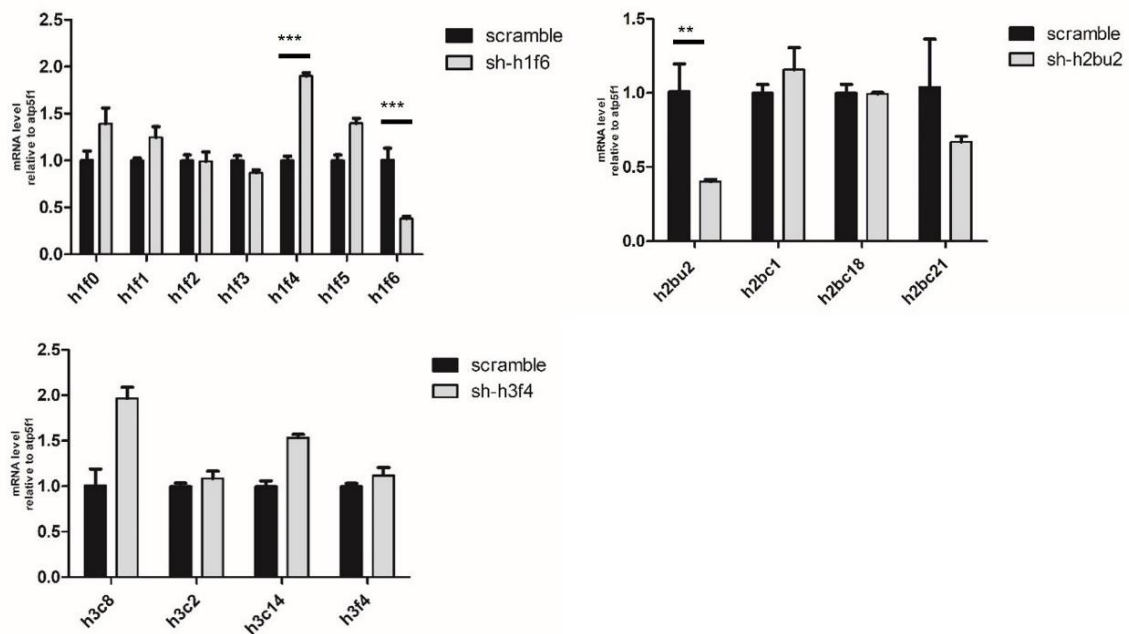 2.5
2.0
1.5
1.0
0.5
0.0
mRNA level
relative to atp5f1
***
***
h1f0
h1f1
h1f2
h1f3
h1f4
h1f5
h1f6
scramble
sh-h1f6
1.5
1.0
0.5
0.0
mRNA level
relative to atp5f1
**
h2bu2
h2bc1
h2bc18
h2bc21
scramble
sh-h2bu2
2.5
2.0
1.5
1.0
0.5
0.0
mRNA level
relative to atp5f1
h3c8
h3c2
h3c14
h3f4
scramble
sh-h3f4